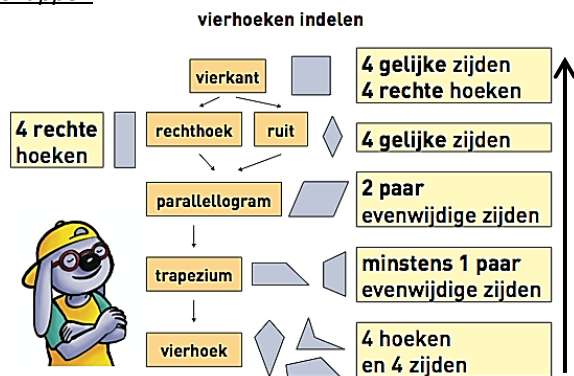 vierhoeken indelen
vierkant
4 gelijke zijden
4 rechte hoeken
4 rechte
hoeken
rechthoek
ruit
4 gelijke zijden
parallellogram
2 paar
evenwijdige zijden
trapezium
minstens 1 paar
evenwijdige zijden
vierhoek
4 hoeken
en 4 zijden